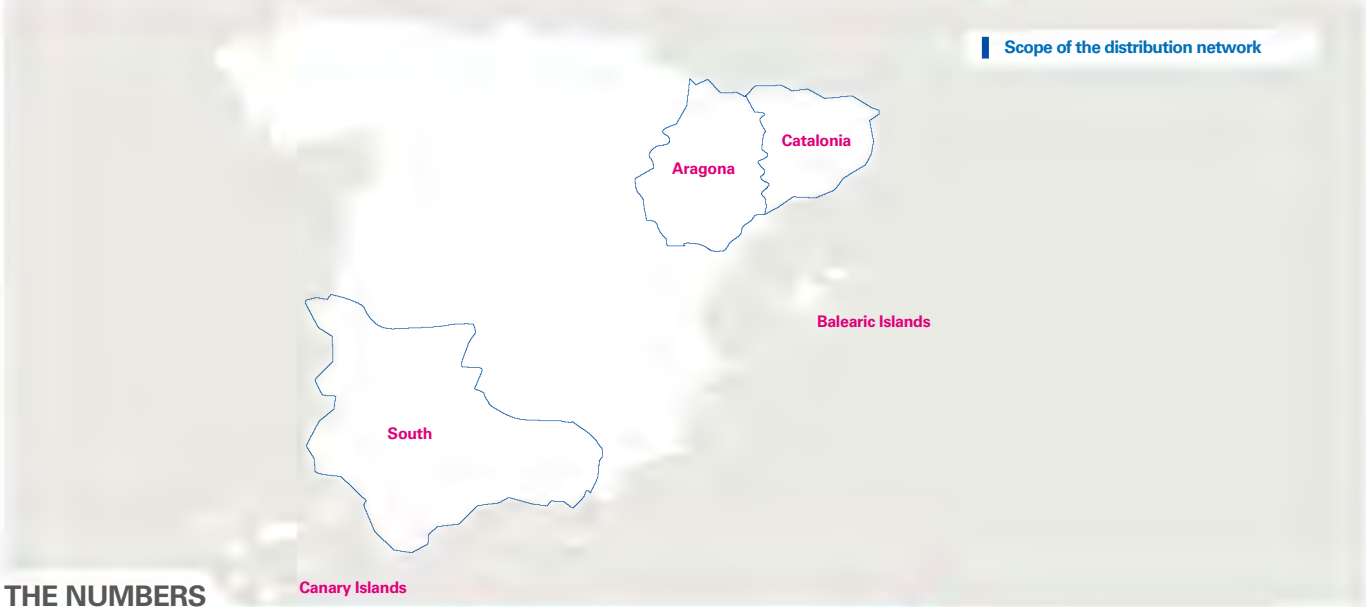 Scope of the distribution network
Catalonia
Aragona
Balearic Islands
South
Canary Islands
THE NUMBERS